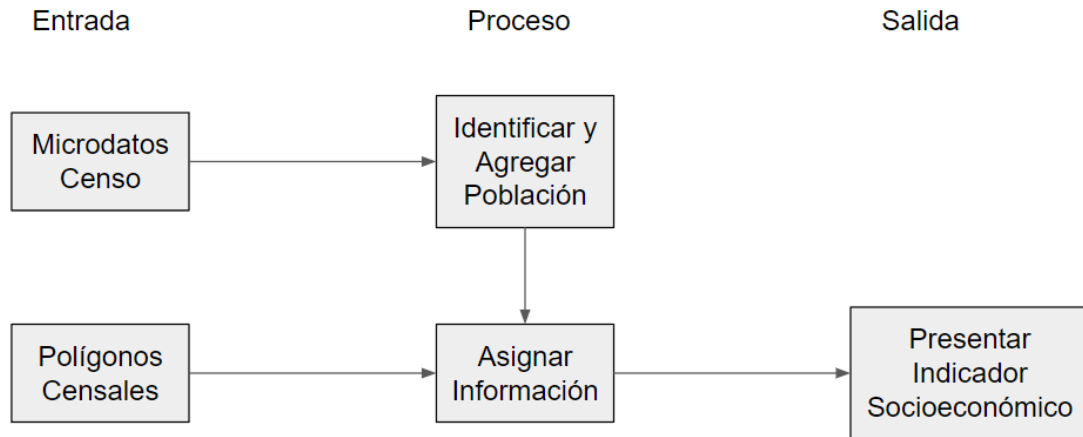 Entrada
Proceso
Salida
Microdatos
Censo
Identificar y
Agregar
Población
Polígonos
Censales
Asignar
Información
Presentar
Indicador
Socioeconómico